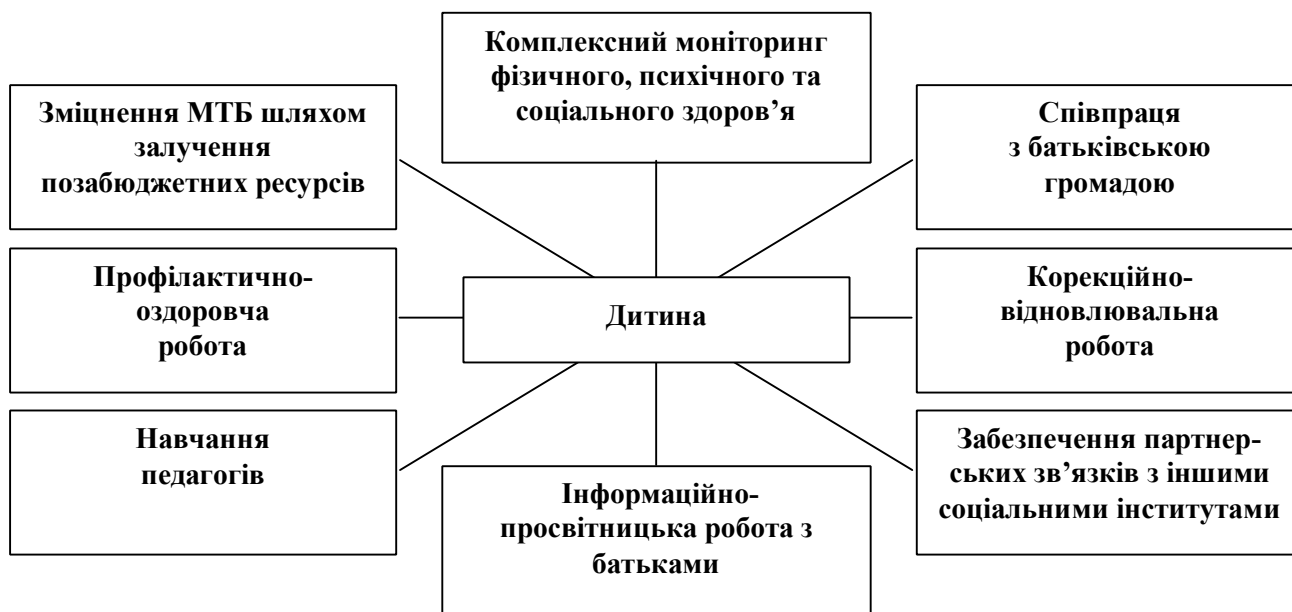 Комплексний моніторинг
фізичного, психічного та
соціального здоров’я
Зміцнення МТБ шляхом
залучення
позабюджетних ресурсів
Співпраця
з батьківською
громадою
Профілактично-
оздоровча
робота
Дитина
Корекційно-
відновлювальна
робота
Навчання
педагогів
Інформаційно-
просвітницька робота з
батьками
Забезпечення партнер-
ських зв’язків з іншими
соціальними інститутами